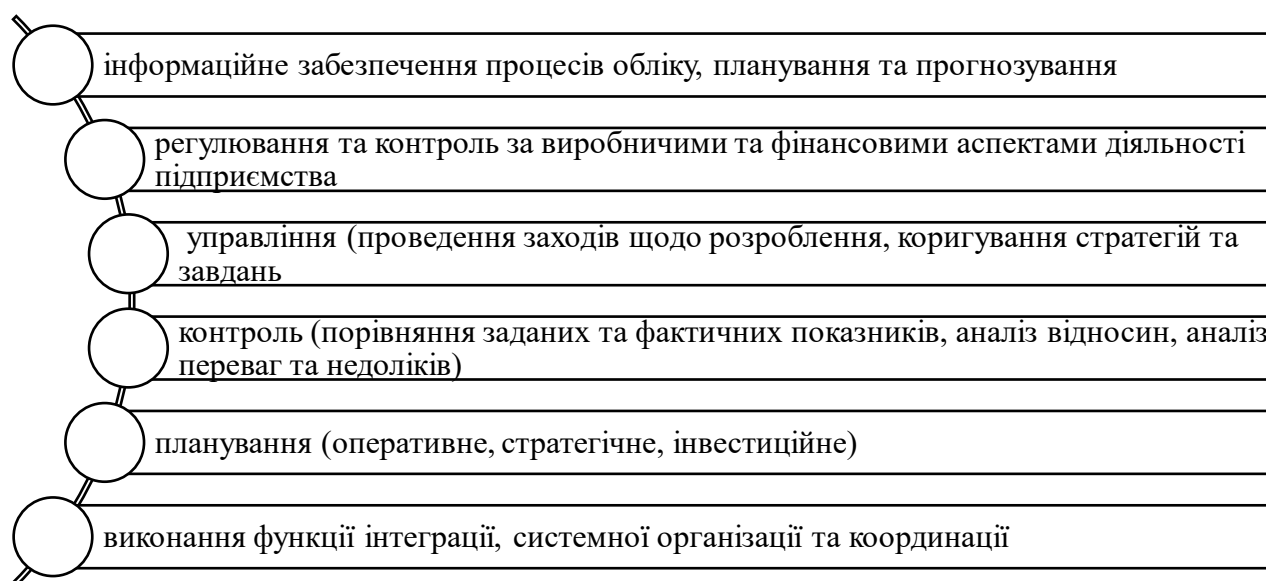 інформаційне забезпечення процесів обліку, планування та прогнозування
регулювання та контроль за виробничими та фінансовими аспектами діяльності
підприємства
управління (проведення заходів щодо розроблення, коригування стратегій та
завдань
контроль (порівняння заданих та фактичних показників, аналіз відносин, аналіз
переваг та недоліків)
планування (оперативне, стратегічне, інвестиційне)
виконання функції інтеграції, системної організації та координації